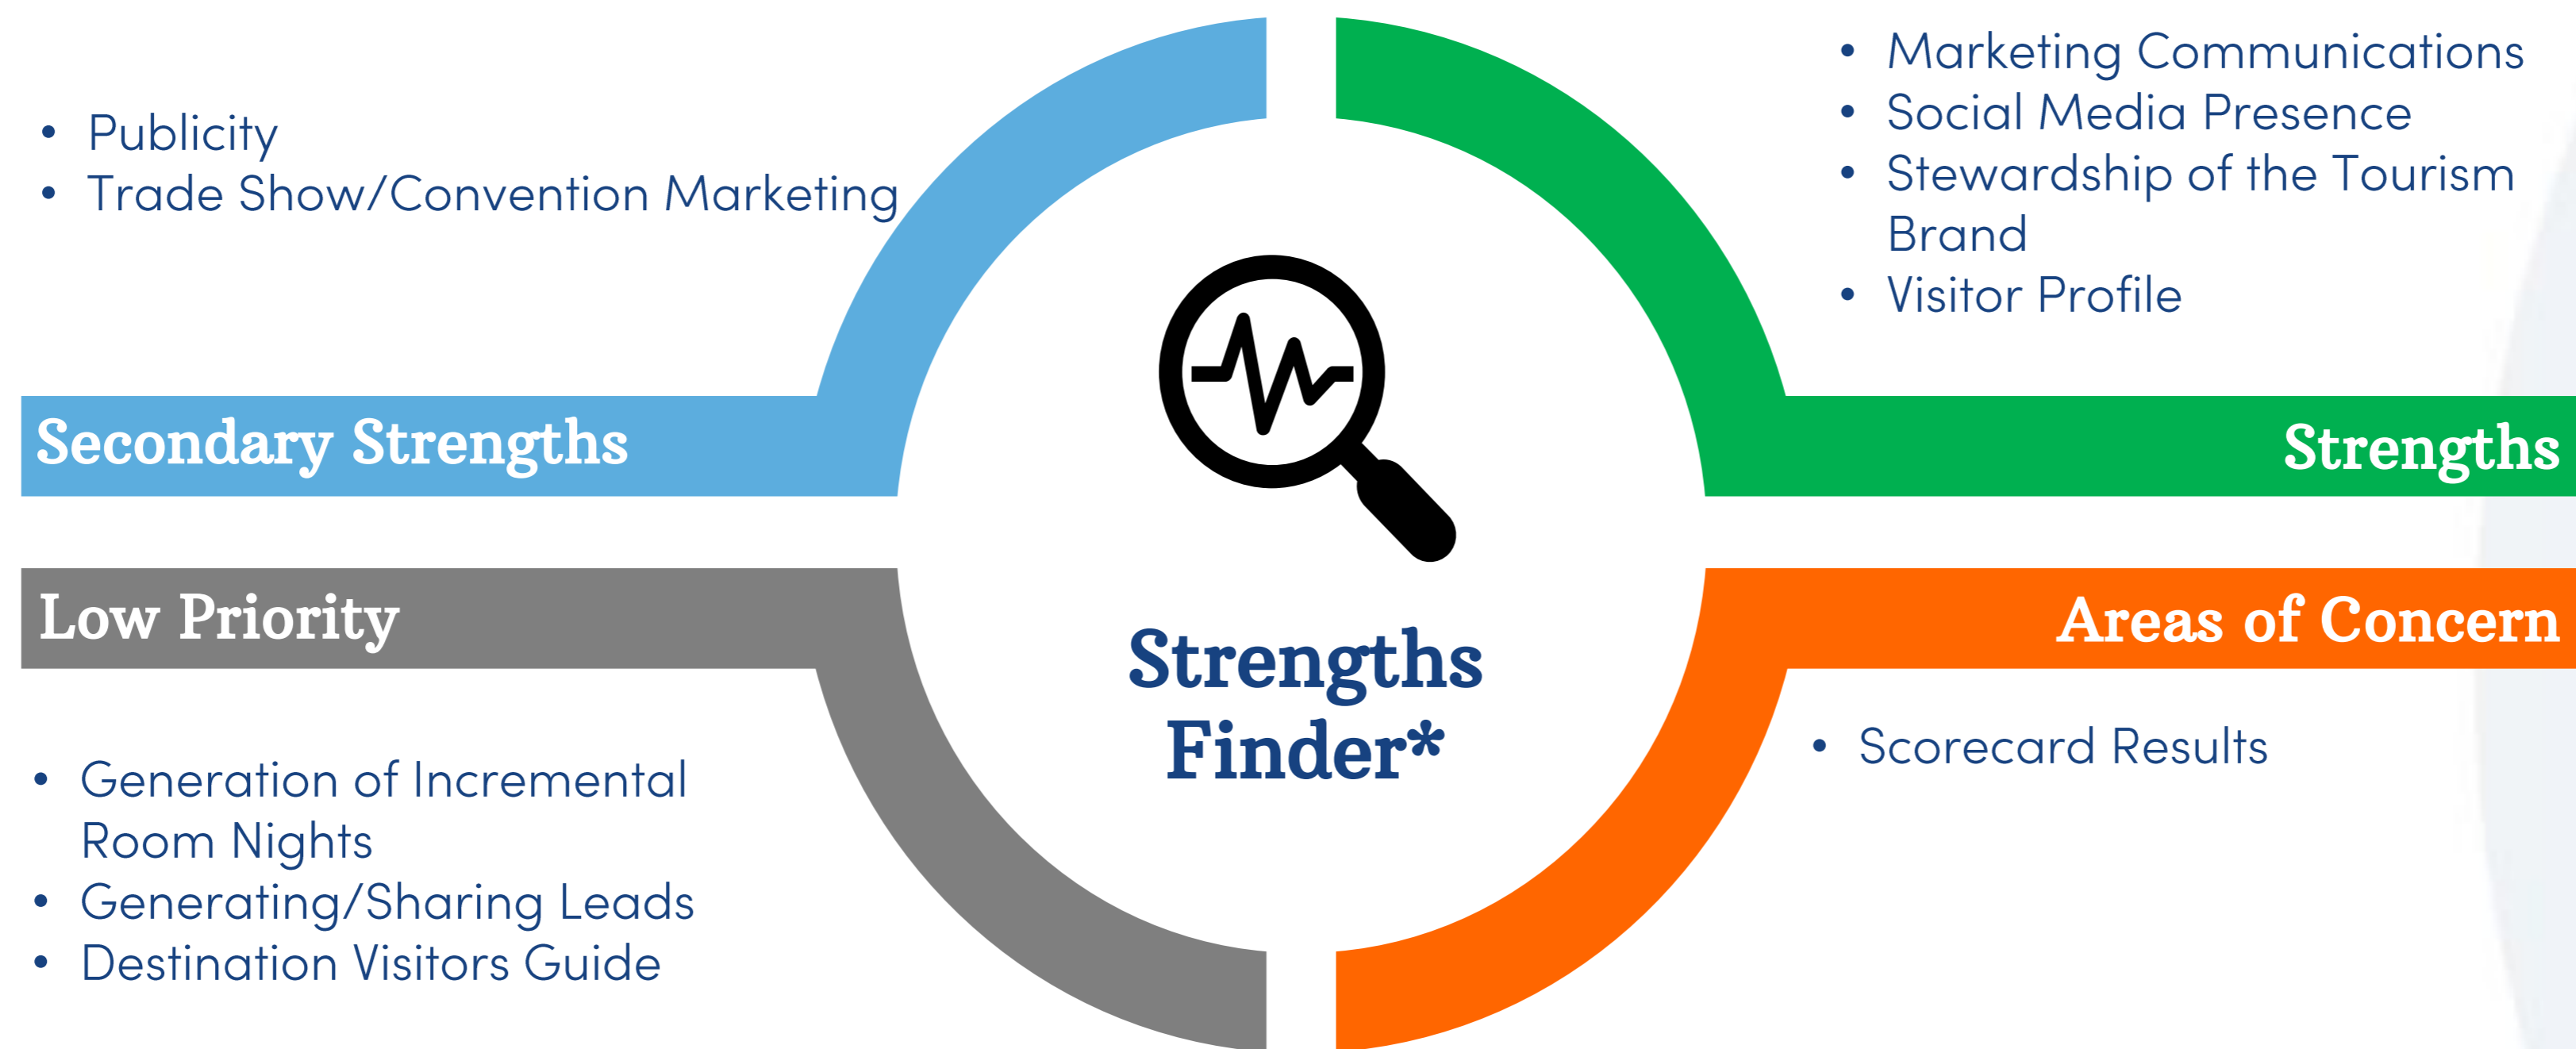 • Publicity
• Trade Show/Convention Marketing
Secondary Strengths
• Marketing Communications
• Social Media Presence
• Stewardship of the Tourism
Brand
• Visitor Profile
Strengths
Strengths
Finder*
Low Priority
• Generation of Incremental
Room Nights
• Generating/Sharing Leads
• Destination Visitors Guide
Areas of Concern
• Scorecard Results